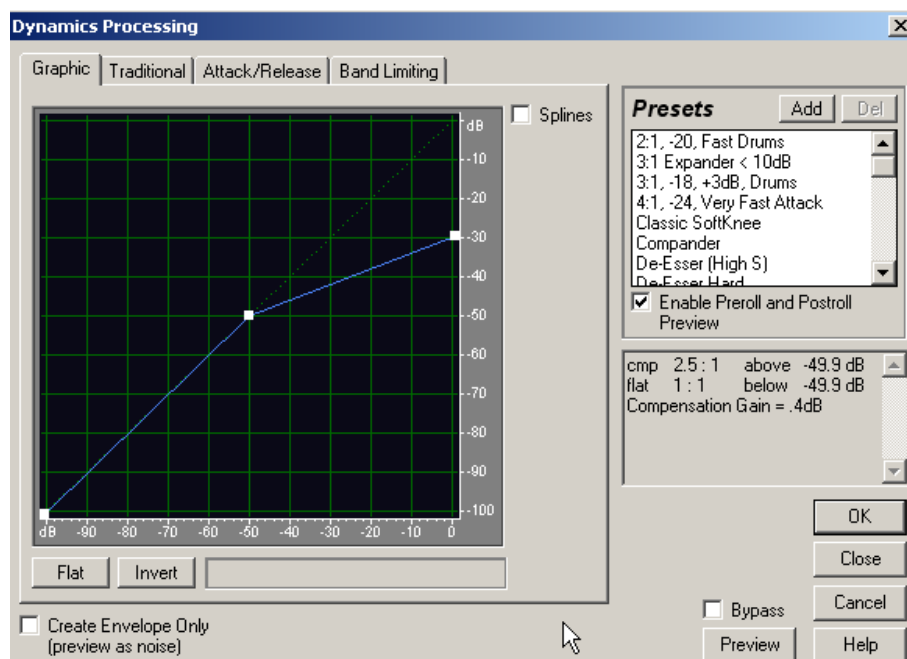 Dynamics Processing
Graphic
Traditional
Attack/Release
Band Limiting
Splines
dB
-10
-20
-30
-40
-50
-60
-70
-80
-90
-100
dB -90 -80 -70 -60 -50 -40 -30 -20 -10 0
Flat
Invert
Create Envelope Only
(preview as noise)
Presets
Add
Del
2:1, -20, Fast Drums
3:1 Expander < 10dB
3:1, -18, +3dB, Drums
4:1, -24, Very Fast Attack
Classic SoftKnee
Compander
De-Esser (High S)
De-Esser Hard
Enable Preroll and Postroll
Preview
cmp 2.5 : 1 above -49.9 dB
flat 1 : 1 below -49.9 dB
Compensation Gain = .4dB
OK
Close
Bypass
Cancel
Preview
Help